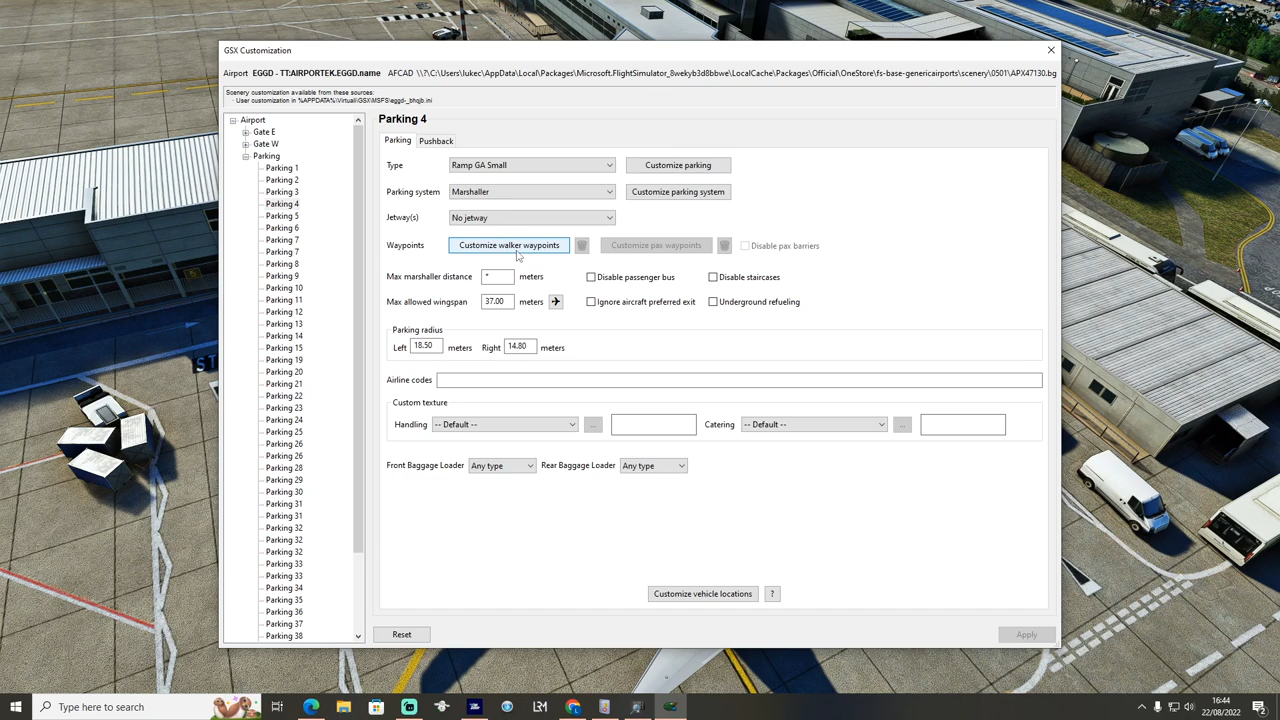 GSX Customization
Airport EGGD - TT:AIRPORTEK.EGGD.name AFCAD \\?\C:\Users\lukec\AppData\Local\Packages\Microsoft.FlightSimulator_8wekyb3d8bbwe\LocalCache\Packages\Official\OneStore\fs-base-genericairports\scenery\0501\APX47130.bg
Scenery customization available from these sources:
- User customization in %APPDATA%\Virtuali\GSX\MSFS\eggd-_bhqjb.ini
Airport
Gate E
Gate W
Parking
Parking 1
Parking 2
Parking 3
Parking 4
Parking 5
Parking 6
Parking 7
Parking 7
Parking 8
Parking 9
Parking 10
Parking 11
Parking 12
Parking 13
Parking 14
Parking 15
Parking 19
Parking 20
Parking 21
Parking 22
Parking 23
Parking 24
Parking 25
Parking 26
Parking 26
Parking 28
Parking 29
Parking 30
Parking 31
Parking 31
Parking 32
Parking 32
Parking 32
Parking 33
Parking 33
Parking 34
Parking 35
Parking 36
Parking 37
Parking 38
Parking 4
Parking Pushback
Type Ramp GA Small Customize parking
Parking system Marshaller Customize parking system
Jetway(s) No jetway
Waypoints Customize walker waypoints Customize pax waypoints Disable pax barriers
Max marshaller distance * meters Disable passenger bus Disable staircases
Max allowed wingspan 37.00 meters Ignore aircraft preferred exit Underground refueling
Parking radius
Left 18.50 meters Right 14.80 meters
Airline codes
Custom texture
Handling -- Default -- ... Catering -- Default -- ...
Front Baggage Loader Any type Rear Baggage Loader Any type
Customize vehicle locations ?
Reset Apply
ST
Type here to search
16:44
22/08/2022
2